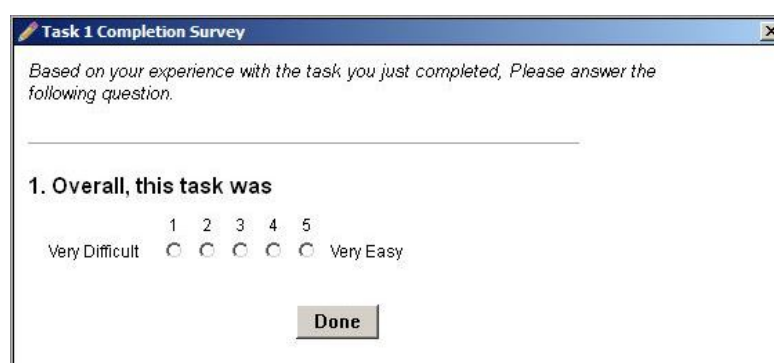 Task 1 Completion Survey
Based on your experience with the task you just completed, Please answer the
following question.
1. Overall, this task was
1 2 3 4 5
Very Difficult Very Easy
Done